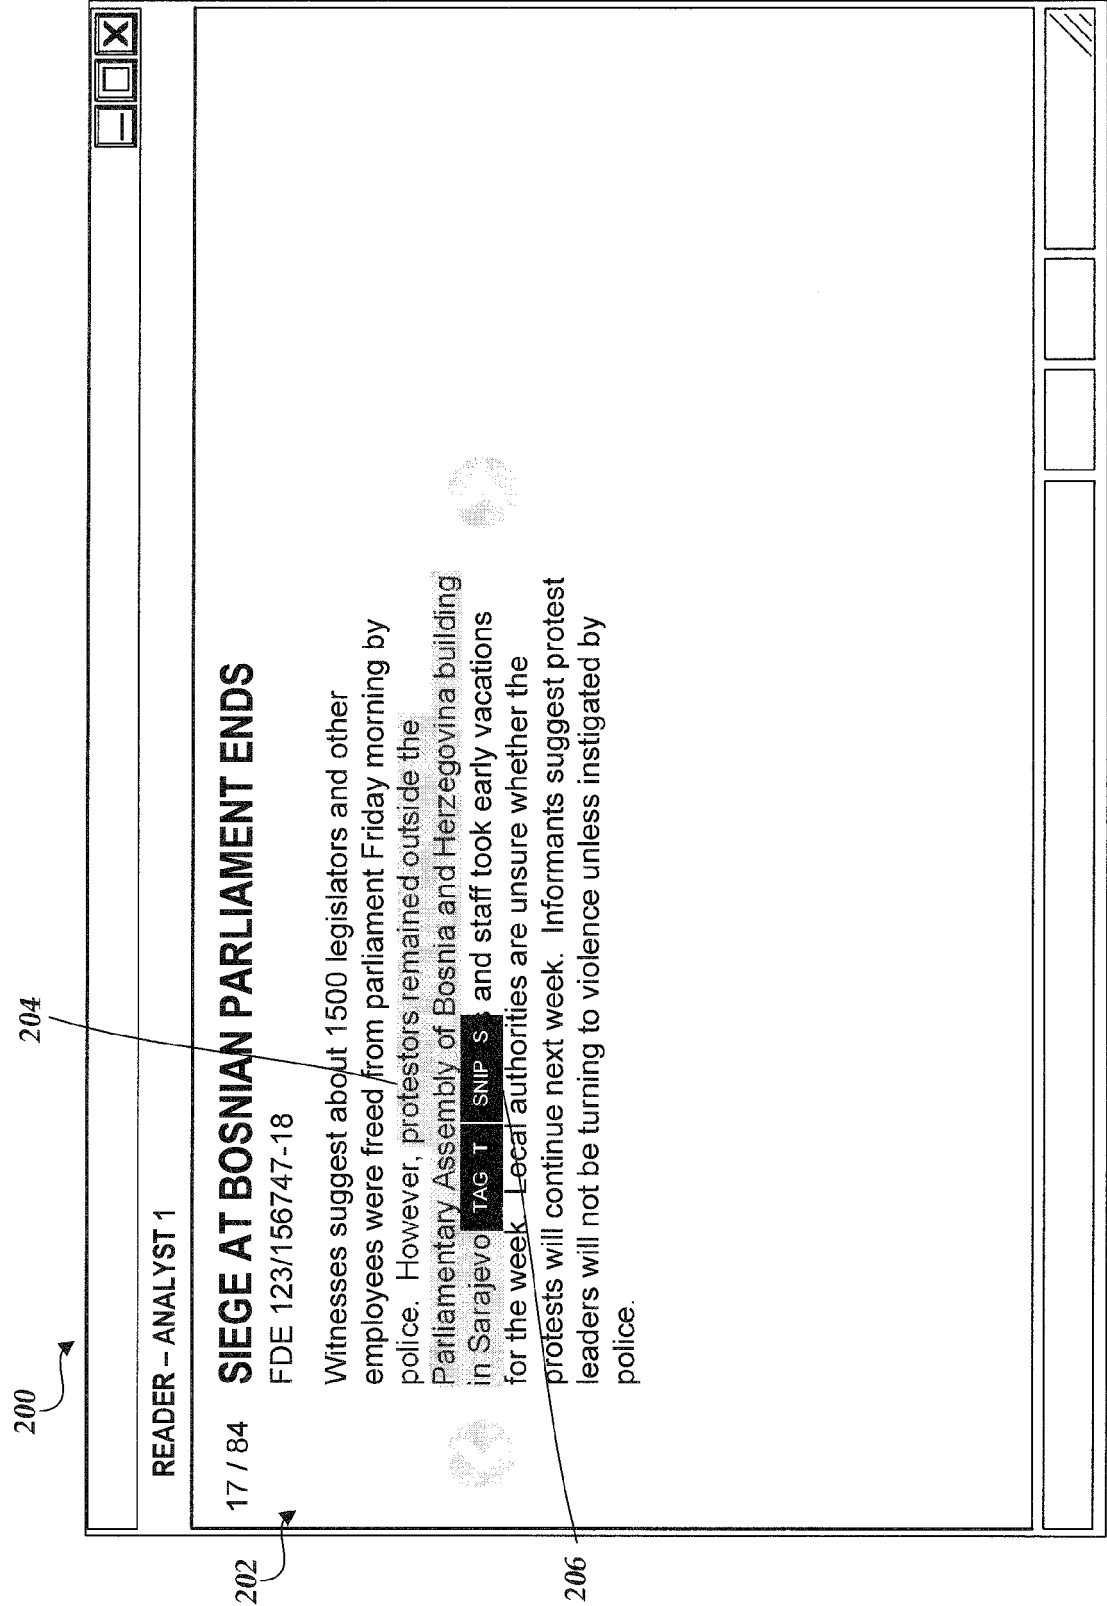 200
204
READER – ANALYST 1
202
17 / 84 SIEGE AT BOSNIAN PARLIAMENT ENDS
FDE 123/156747-18
Witnesses suggest about 1500 legislators and other
employees were freed from parliament Friday morning by
police. However, protestors remained outside the
Parliamentary Assembly of Bosnia and Herzegovina building
in Sarajevo TAG T SNIP S and staff took early vacations
for the week. Local authorities are unsure whether the
protests will continue next week. Informants suggest protest
leaders will not be turning to violence unless instigated by
police.
206